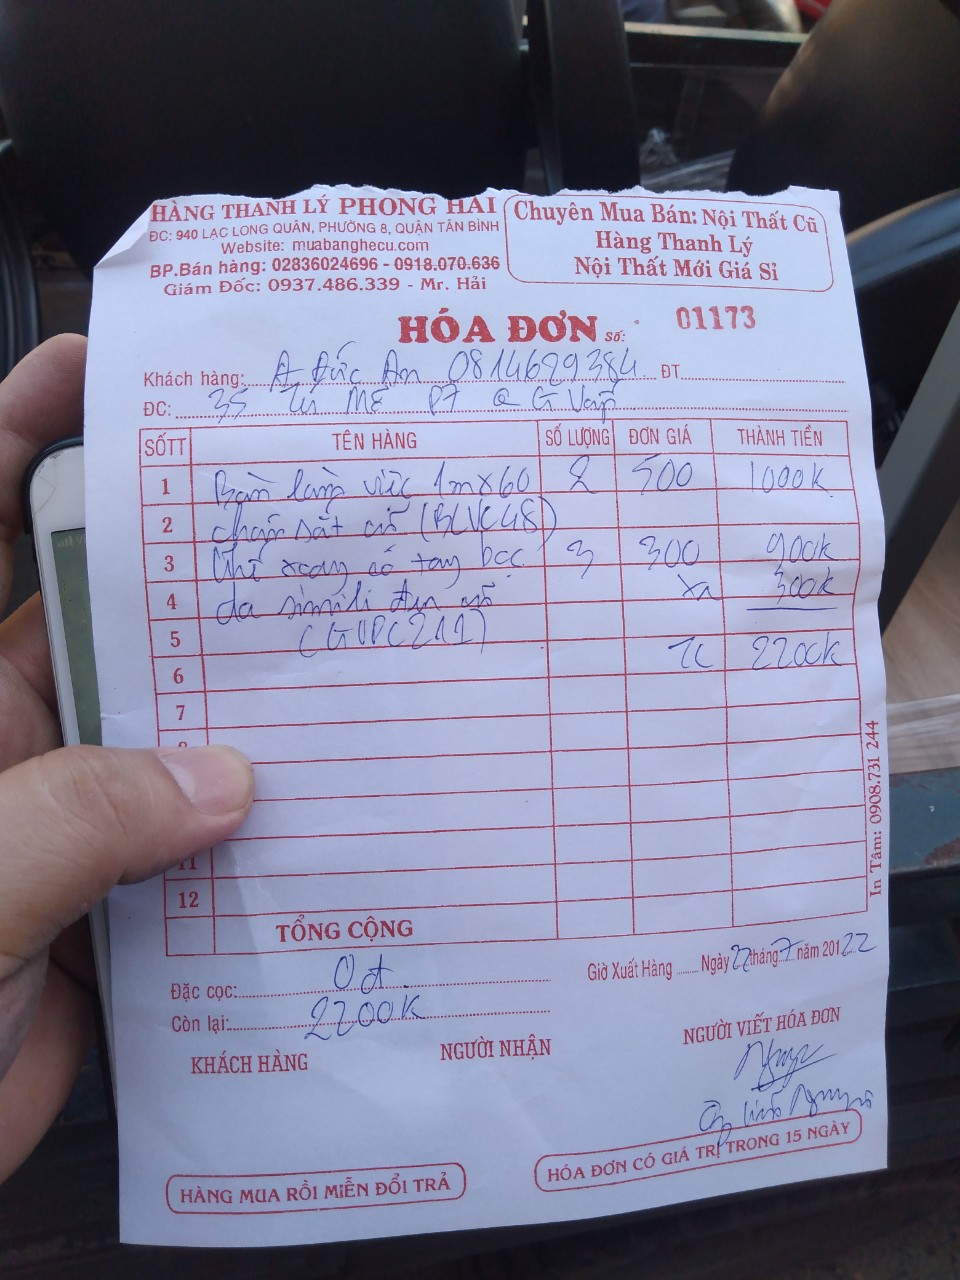 HÀNG THANH LÝ PHONG HẢI
ĐC: 940 LẠC LONG QUÂN, PHƯỜNG 8, QUẬN TÂN BÌNH
Website: muabanghecu.com
BP.Bán hàng: 02836024696 - 0918.070.636
Giám Đốc: 0937.486.339 - Mr. Hải
Chuyên Mua Bán: Nội Thất Cũ
Hàng Thanh Lý
Nội Thất Mới Giá Sỉ
HÓA ĐƠN Số: 01173
Khách hàng: A Đức An 0814629384 ĐT
ĐC: 35 Tú Mỡ P7 Q G Vấp
SỐTT TÊN HÀNG SỐ LƯỢNG ĐƠN GIÁ THÀNH TIỀN
1 Bàn làm việc 1mx60 2 500 1000K
2 chân sắt cũ (BLVC48)
3 Ghế xoay có tay bọc 3 300 900K
4 da simili đen cũ 300K
5 (GVPC211)
6 TC 2200K
7
8
11
12
TỔNG CỘNG
Đặc cọc: 0đ
Còn lại: 2200K
Giờ Xuất Hàng Ngày 22 tháng 7 năm 201 22
KHÁCH HÀNG NGƯỜI NHẬN NGƯỜI VIẾT HÓA ĐƠN
HÀNG MUA RỒI MIỄN ĐỔI TRẢ
HÓA ĐƠN CÓ GIÁ TRỊ TRONG 15 NGÀY
In Tâm: 0908.731 244